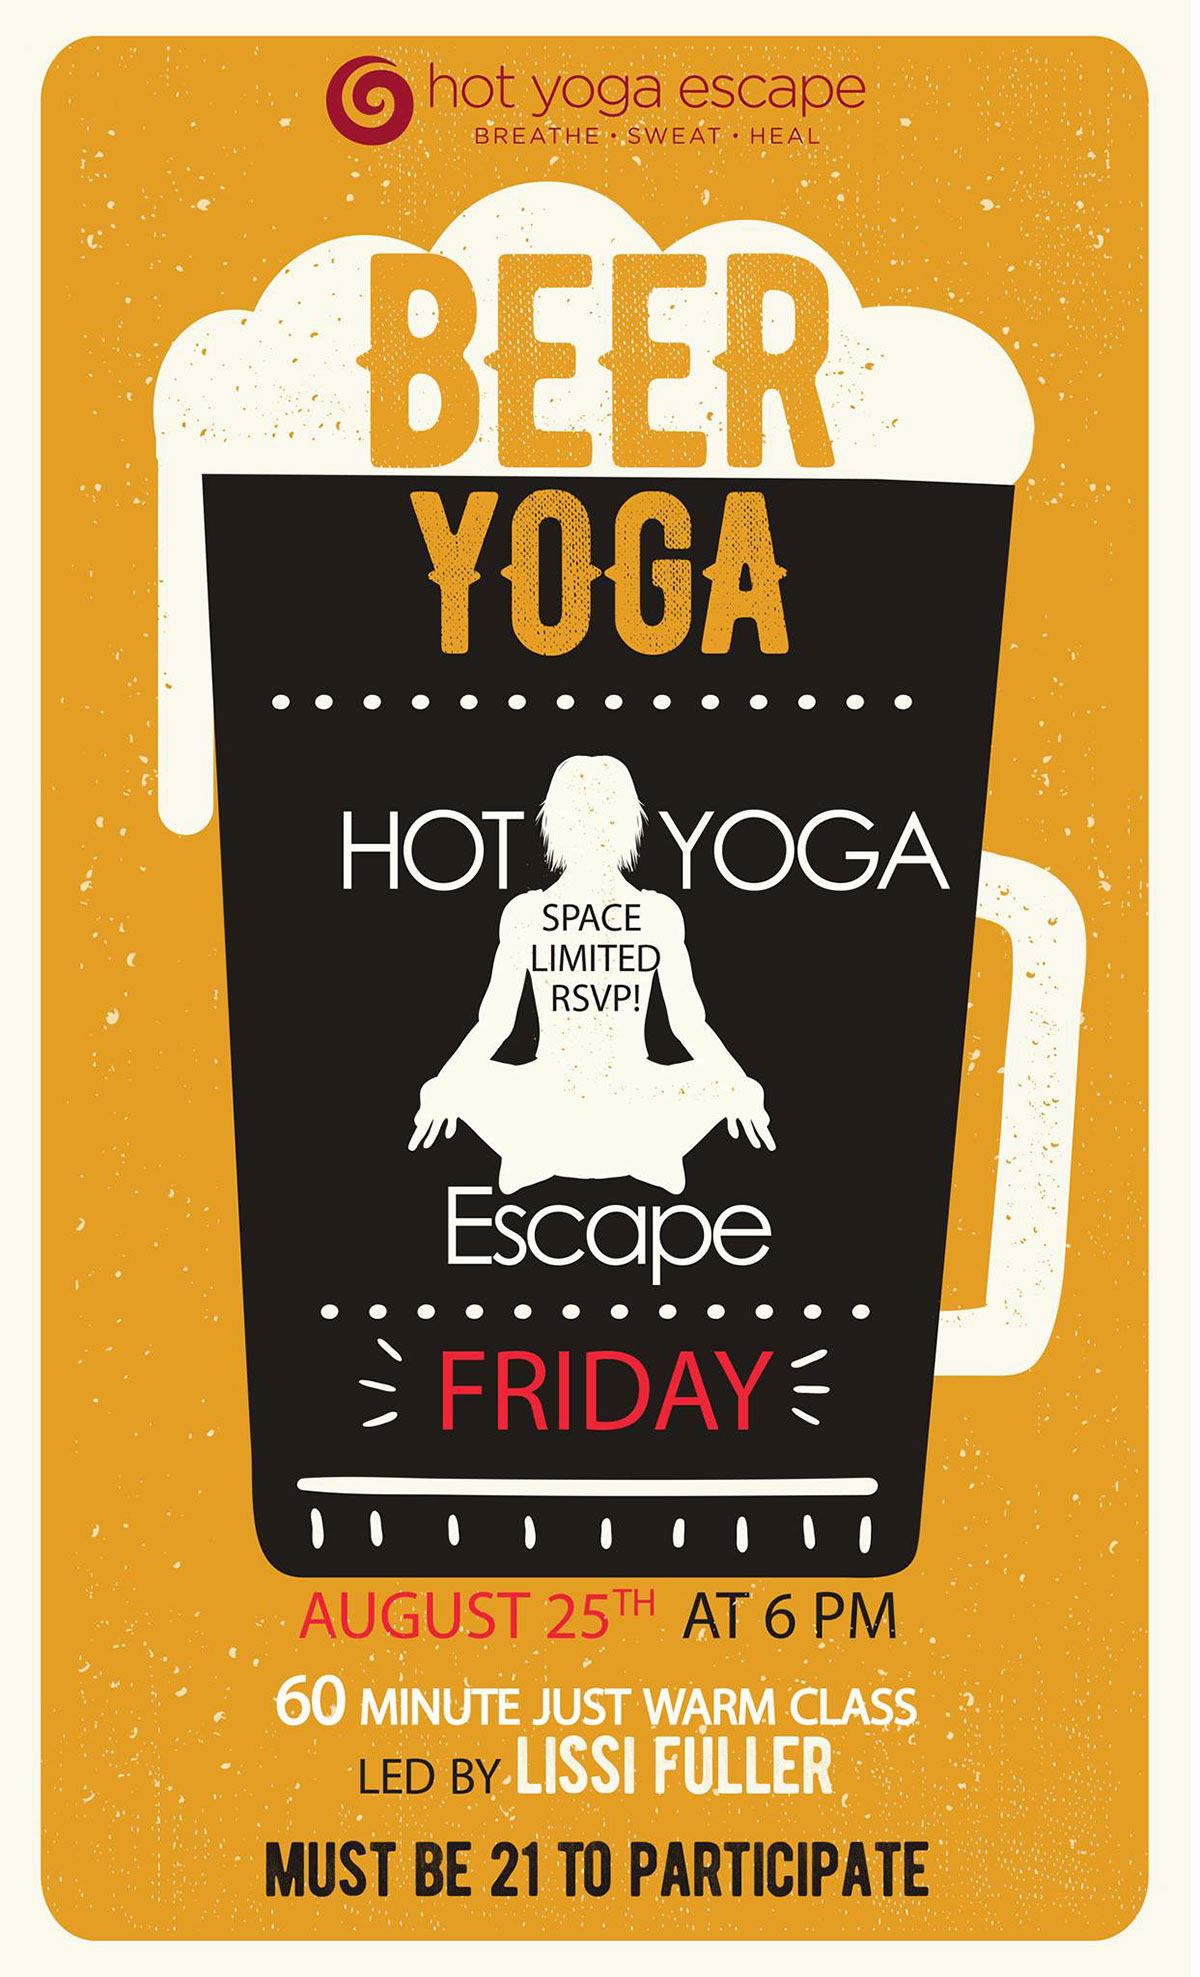 hot yoga escape
BREATHE • SWEAT • HEAL
BEER
YOGA
HOT YOGA
SPACE
LIMITED
RSVP!
Escape
FRIDAY
AUGUST 25TH AT 6 PM
60 MINUTE JUST WARM CLASS
LED BY LISSI FULLER
MUST BE 21 TO PARTICIPATE